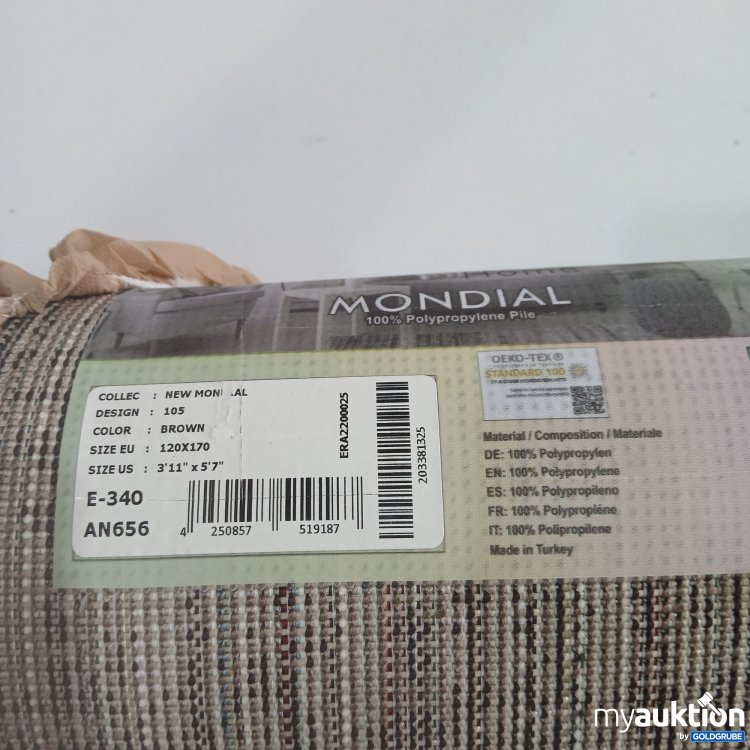 Home
MONDIAL
100% Polypropylene Pile
OEKO-TEX®
STANDARD 100
COLLEC : NEW
DESIGN : 105
COLOR : BROWN
SIZE EU : 120X170
SIZE US : 3'11" x 5'7"
E-340
AN656
4 250857 519187
ERA2200025
203381325
Material / Composition / Materiale
DE: 100% Polypropylen
EN: 100% Polypropylene
ES: 100% Polipropileno
FR: 100% Polypropléne
IT: 100% Polipropilene
Made in Turkey
myauktion
by GOLDGRUBE